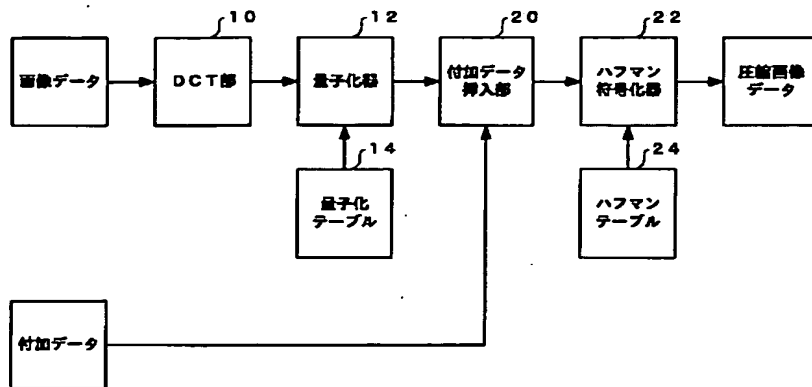 10
12
20
22
画像データ
DCT部
量子化器
付加データ
挿入部
ハフマン
符号化器
圧縮画像
データ
14
24
量子化
テーブル
ハフマン
テーブル
付加データ